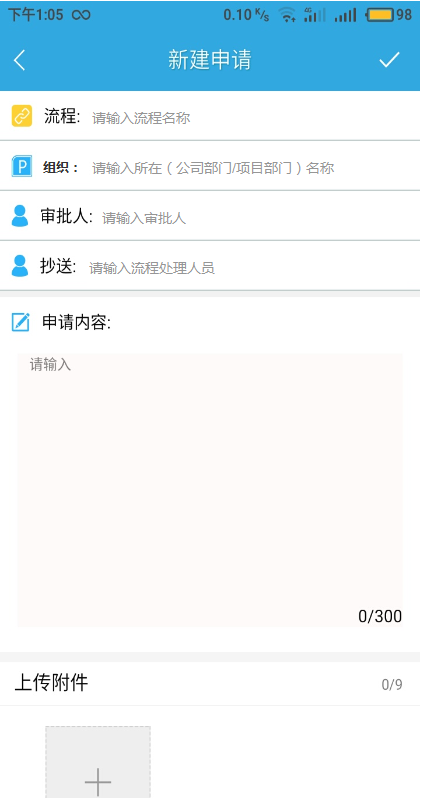 下午1:05 0.10 K/s 4G 98
新建申请
流程: 请输入流程名称
P 组织： 请输入所在（公司部门/项目部门）名称
审批人: 请输入审批人
抄送: 请输入流程处理人员
申请内容:
请输入
0/300
上传附件 0/9